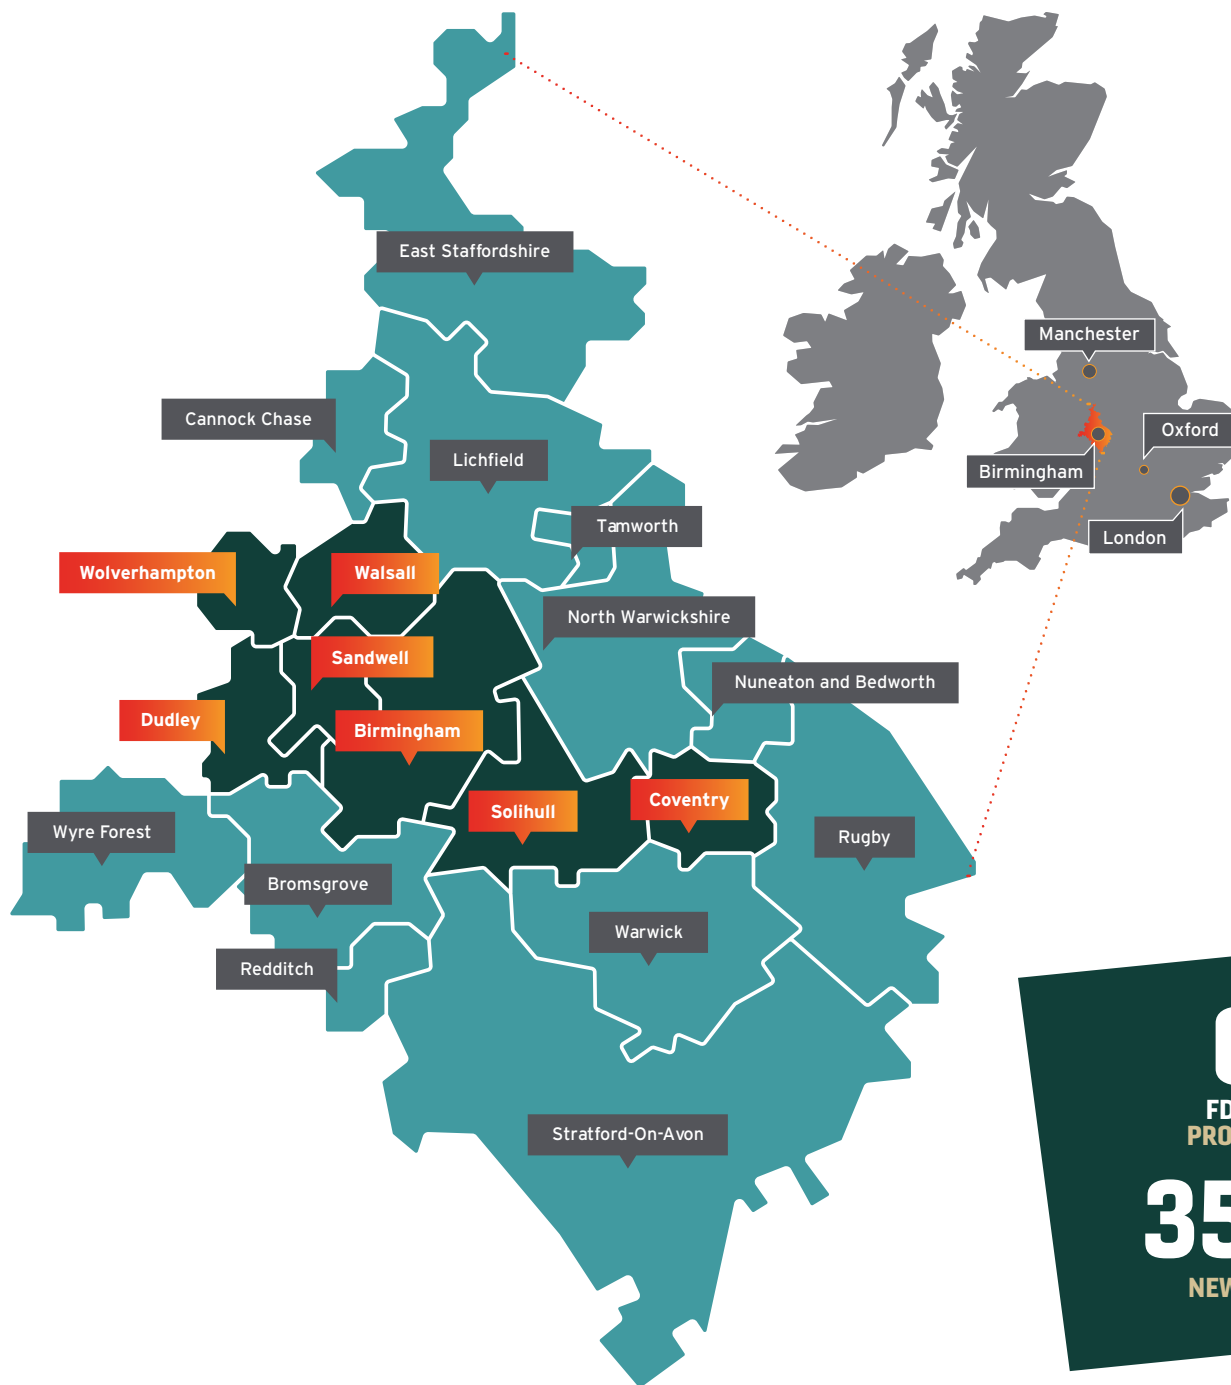 East Staffordshire
Manchester
Cannock Chase
Oxford
Lichfield
Birmingham
Tamworth
London
Wolverhampton
Walsall
North Warwickshire
Sandwell
Nuneaton and Bedworth
Dudley
Birmingham
Coventry
Solihull
Wyre Forest
Rugby
Bromsgrove
Warwick
Redditch
FD
PRO
Stratford-On-Avon
35
NEW